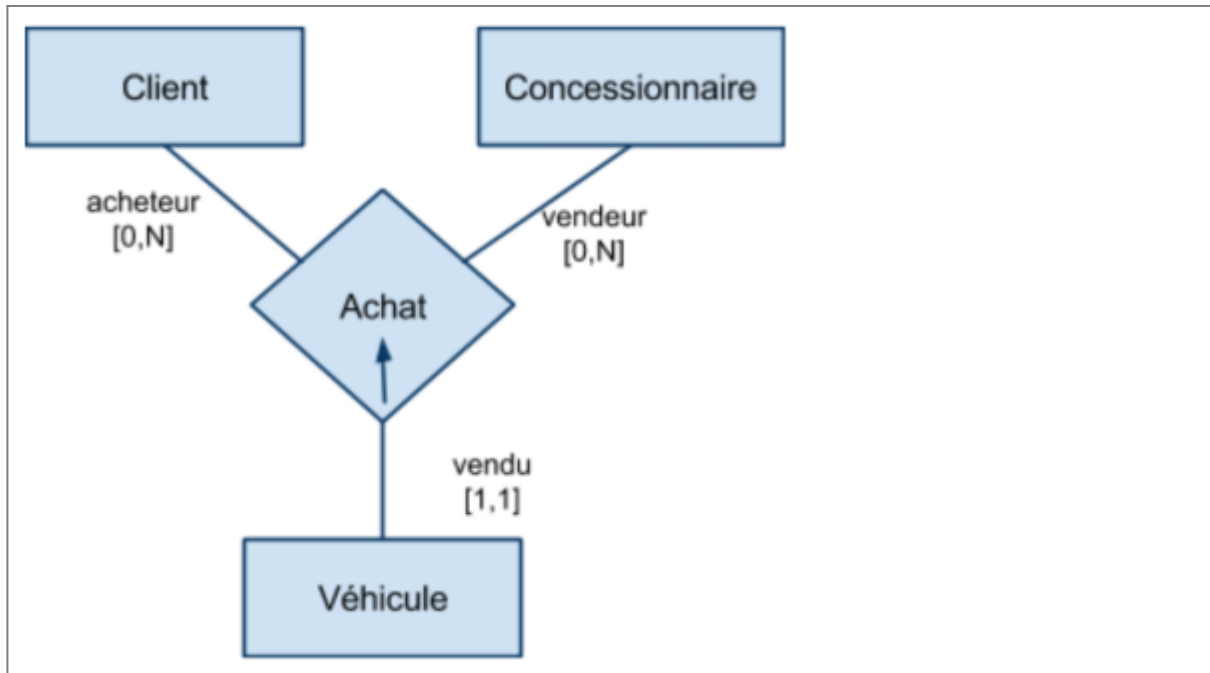 Client
Concessionnaire
acheteur
[0,N]
vendeur
[0,N]
Achat
vendu
[1,1]
Véhicule